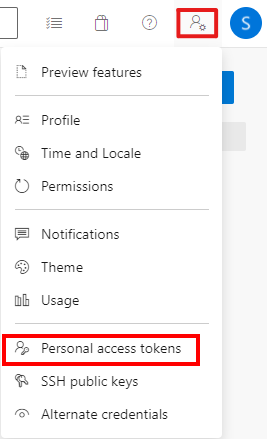 S
Preview features
Profile
Time and Locale
Permissions
Notifications
Theme
Usage
Personal access tokens
SSH public keys
Alternate credentials